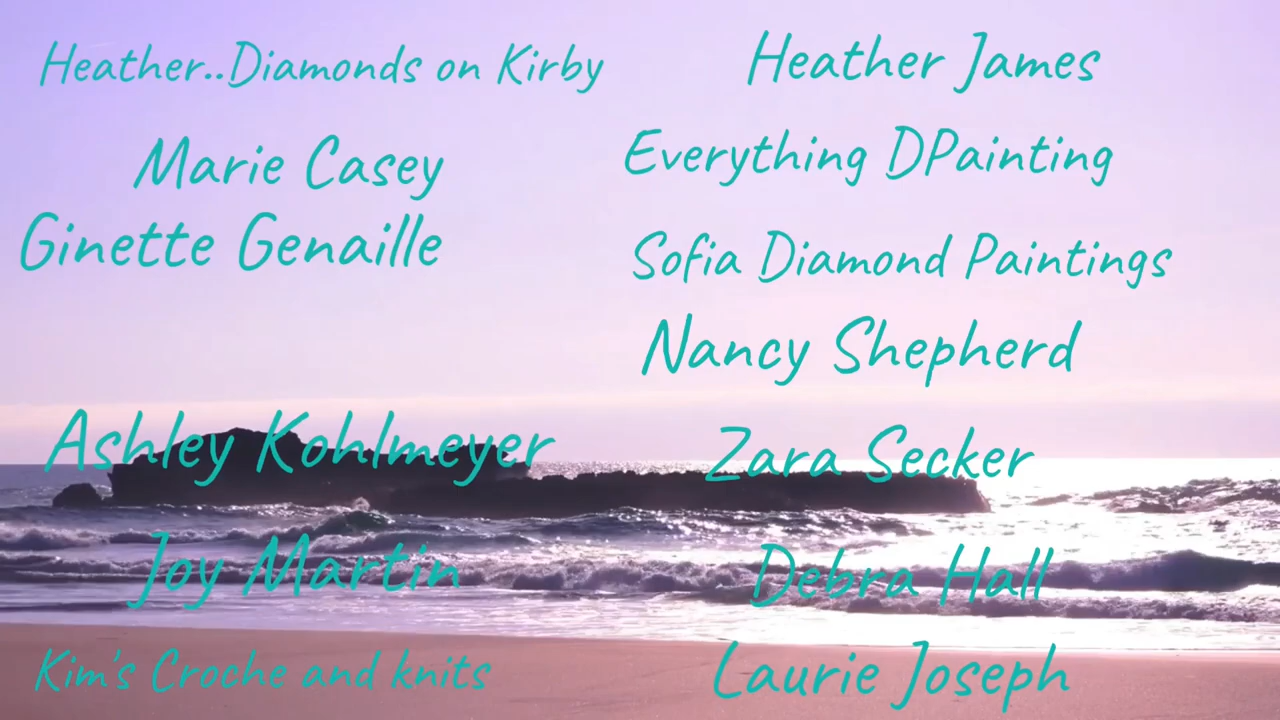 Heather..Diamonds on Kirby
Marie Casey
Ginette Genaille
Ashley Kohlmeyer
Joy Martin
Kim's Croche and knits
Heather James
Everything DPainting
Sofia Diamond Paintings
Nancy Shepherd
Zara Secker
Debra Hall
Laurie Joseph